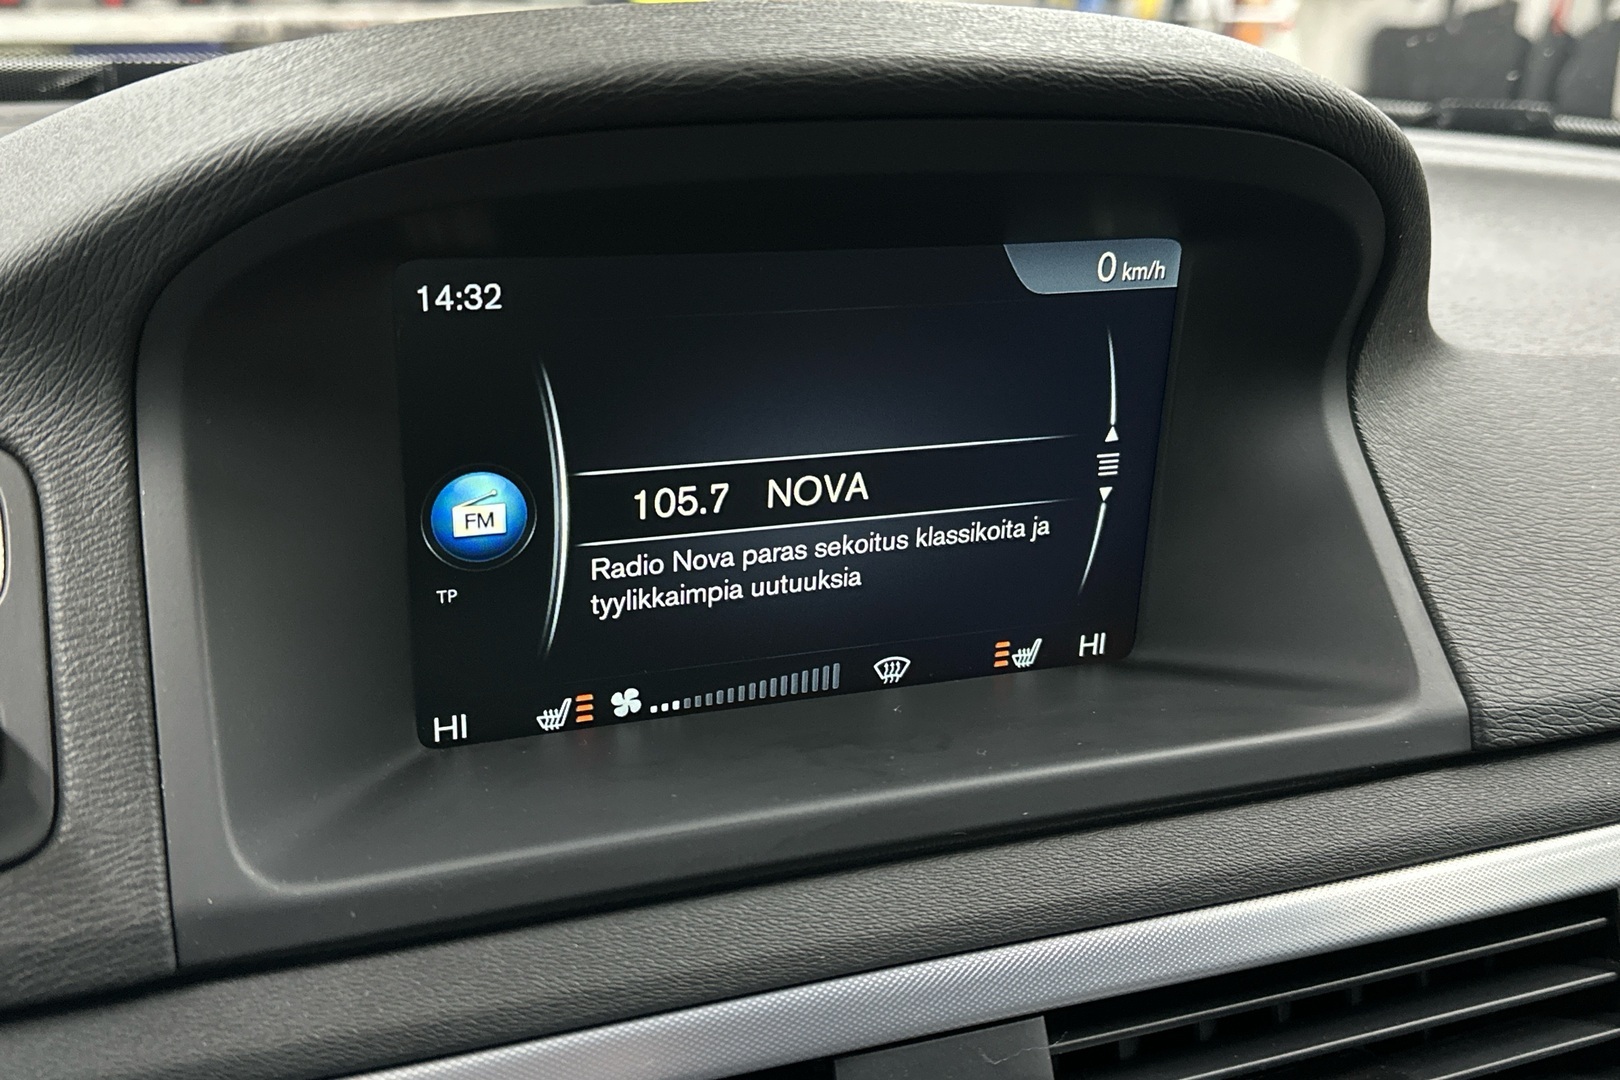 14:32
0 km/h
105.7 NOVA
FM
Radio Nova paras sekoitus klassikoita ja
tyylikkaimpia uutuuksia
TP
HI
HI